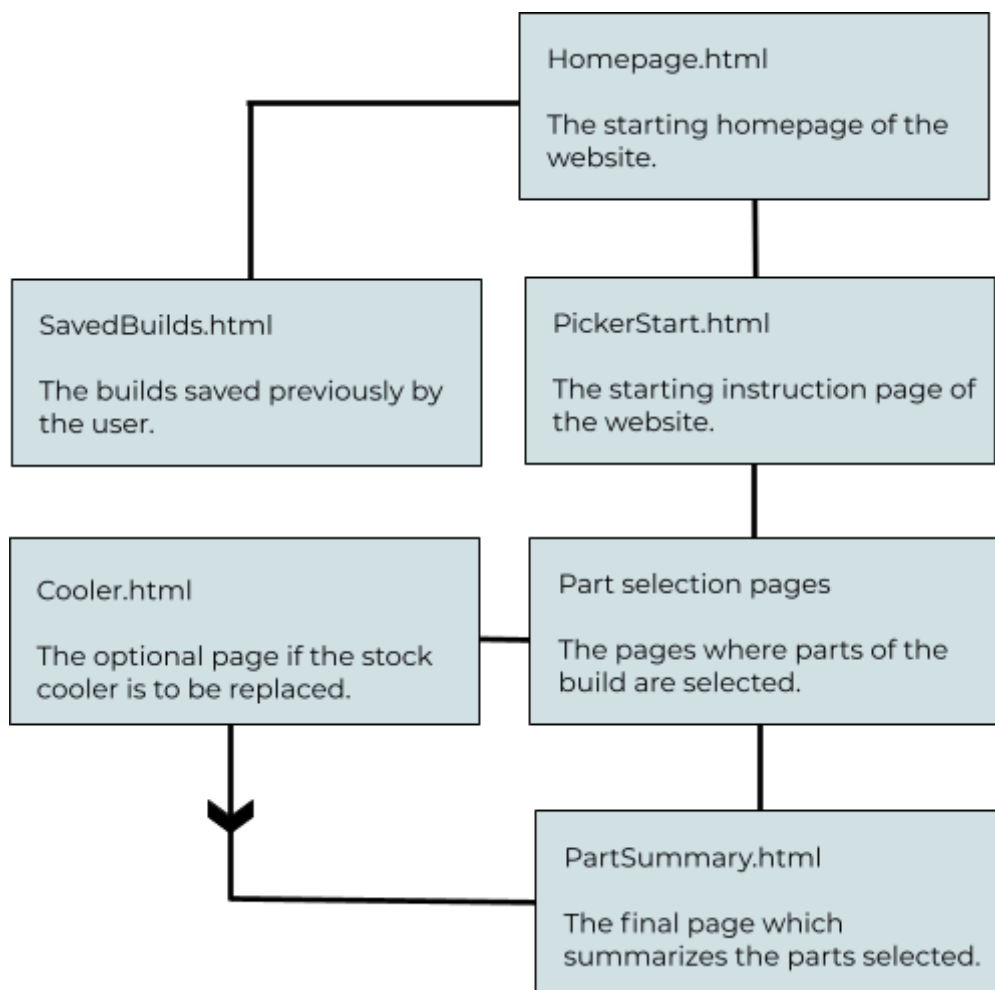 Homepage.html
The starting homepage of the
website.
SavedBuilds.html
The builds saved previously by
the user.
PickerStart.html
The starting instruction page of
the website.
Cooler.html
The optional page if the stock
cooler is to be replaced.
Part selection pages
The pages where parts of the
build are selected.
PartSummary.html
The final page which
summarizes the parts selected.